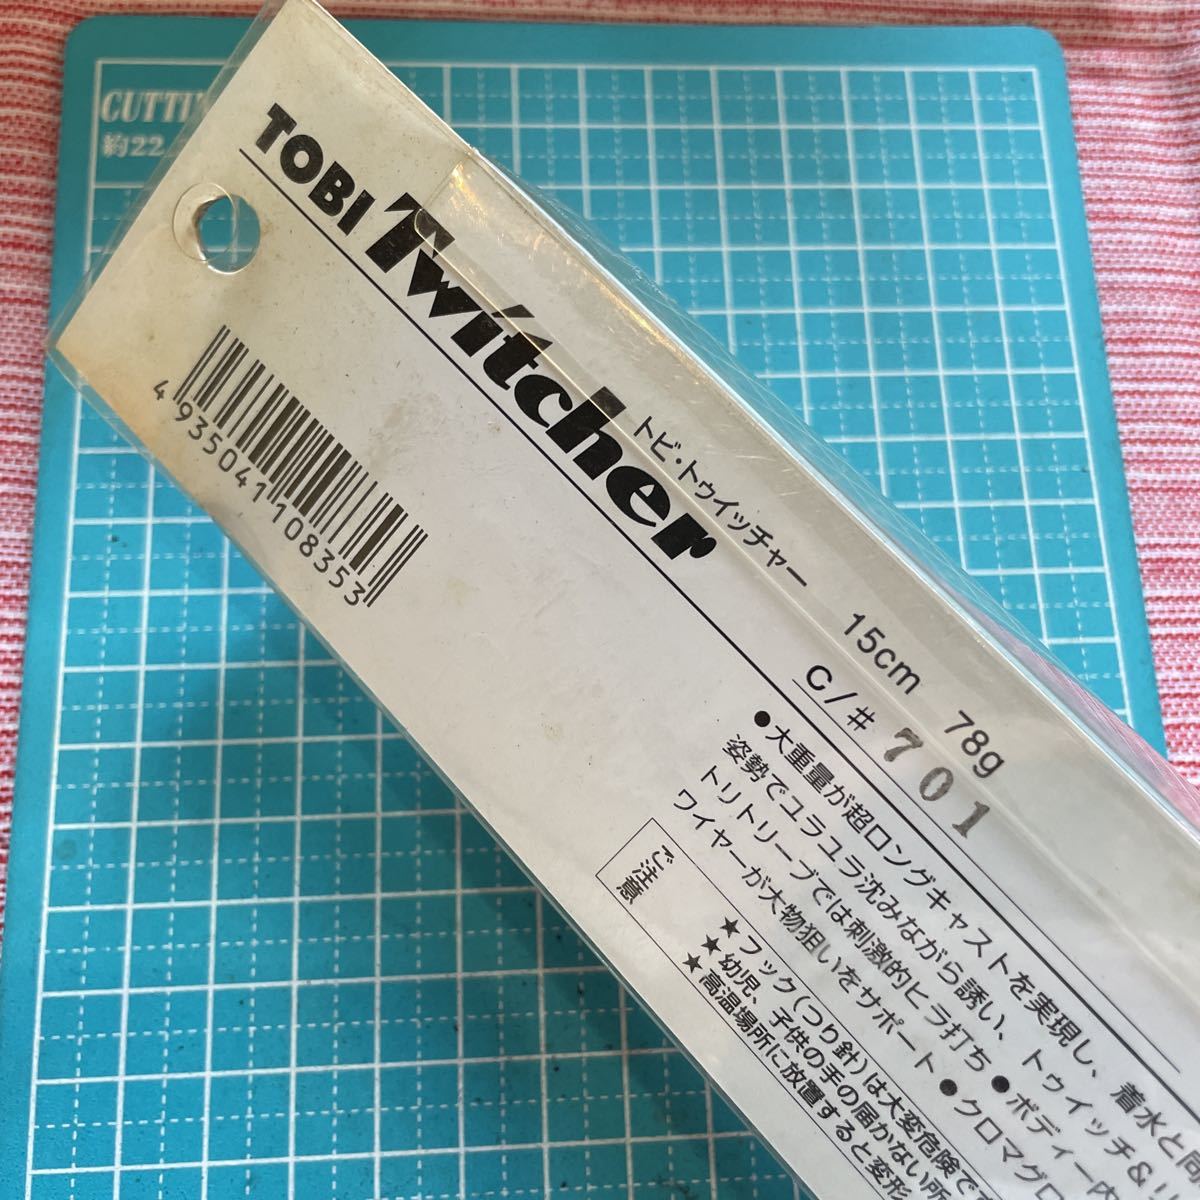 CUTTI
約22
TOBI Twitcher
トビ・トゥイッチャー 15cm 78g
C/# 701
4935041108353
●大重量が超ロングキャストを実現し、着水と同
姿勢でユラユラ沈みながら誘い、トゥイッチ&リ
トリトリーブでは刺激的ヒラ打ち ●ボディー内
ワイヤーが大物狙いをサポート ●クロマグロ
ご注意
★フック(つり針)は大変危険で
★幼児、子供の手の届かない所
★高温場所に放置すると変形